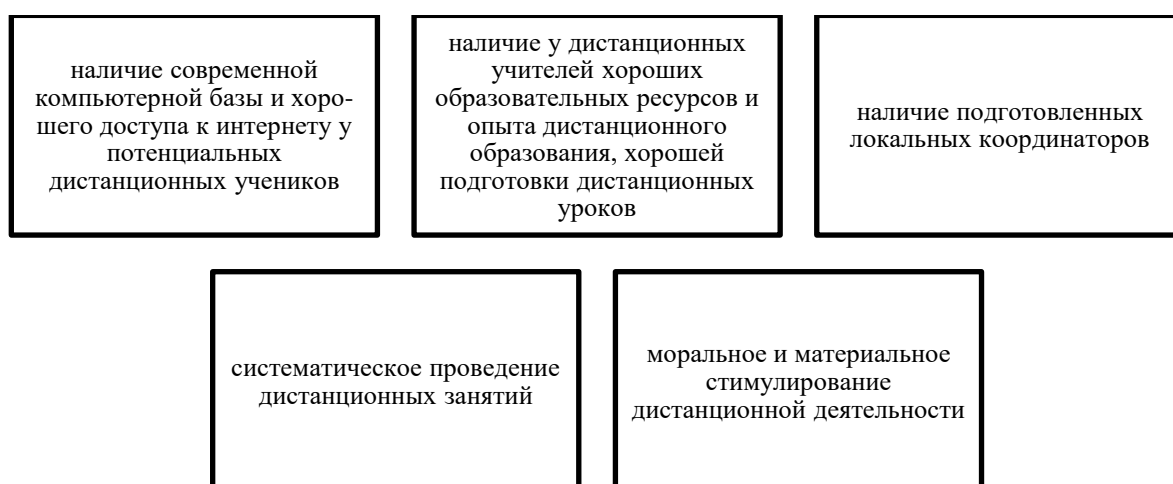 наличие современной
компьютерной базы и хоро-
шего доступа к интернету у
потенциальных
дистанционных учеников
наличие у дистанционных
учителей хороших
образовательных ресурсов и
опыта дистанционного
образования, хорошей
подготовки дистанционных
уроков
наличие подготовленных
локальных координаторов
систематическое проведение
дистанционных занятий
моральное и материальное
стимулирование
дистанционной деятельности